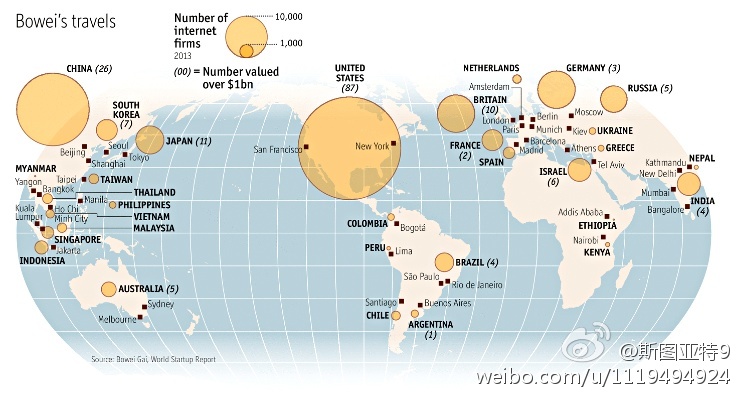 Bowei's travels
Number of
internet
firms
2013
10,000
1,000
(00) = Number valued
over $1bn
CHINA (26)
SOUTH
KOREA
(7)
JAPAN (11)
Beijing
Seoul
Tokyo
Shanghai
MYANMAR
Yangon
Taipei
TAIWAN
Bangkok
THAILAND
Manila
PHILIPPINES
Kuala
Lumpur
Ho Chi
Minh City
VIETNAM
MALAYSIA
SINGAPORE
Jakarta
INDONESIA
AUSTRALIA (5)
Sydney
Melbourne
UNITED
STATES
(87)
San Francisco
New York
COLOMBIA
Bogotá
PERU
Lima
BRAZIL (4)
São Paulo
Rio de Janeiro
Santiago
Buenos Aires
CHILE
ARGENTINA
(1)
NETHERLANDS
Amsterdam
GERMANY (3)
RUSSIA (5)
BRITAIN
(10)
London
Berlin
Moscow
Paris
Munich
Kiev
UKRAINE
FRANCE
(2)
Barcelona
Madrid
Athens
GREECE
SPAIN
ISRAEL
(6)
Tel Aviv
Kathmandu
NEPAL
New Delhi
Mumbai
INDIA
(4)
Bangalore
Addis Ababa
ETHIOPIA
Nairobi
KENYA
Source: Bowei Gai, World Startup Report
@斯图亚特9
weibo.com/u/1119494924